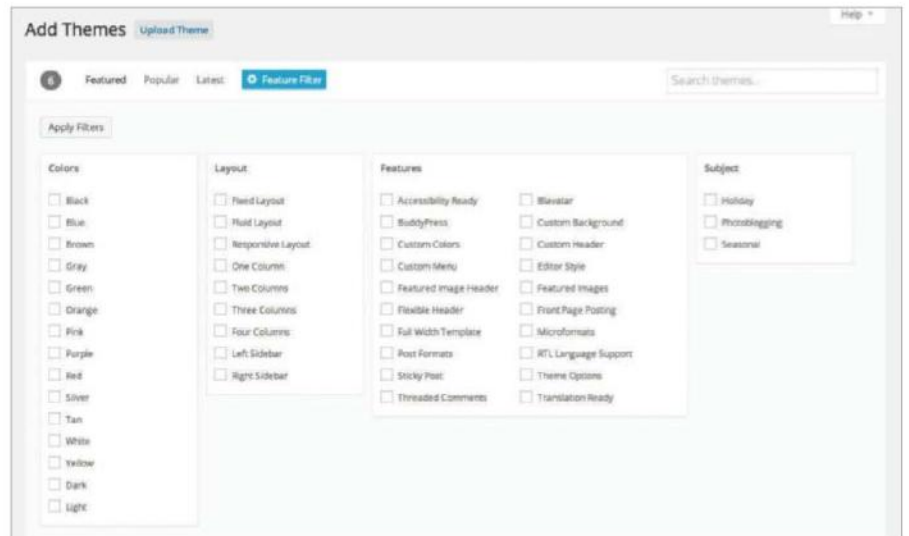 Help
Add Themes Upload Theme
6 Featured Popular Latest Feature Filter Search themes...
Apply Filters
Colors
Black
Blue
Brown
Gray
Green
Orange
Pink
Purple
Red
Silver
Tan
White
Yellow
Dark
Light
Layout
Fixed Layout
Fluid Layout
Responsive Layout
One Column
Two Columns
Three Columns
Four Columns
Left Sidebar
Right Sidebar
Features
Accessibility Ready
BuddyPress
Custom Colors
Custom Menu
Featured Image Header
Flexible Header
Full Width Template
Post Formats
Sticky Post
Threaded Comments
Blavatar
Custom Background
Custom Header
Editor Style
Featured Images
Front Page Posting
Microformats
RTL Language Support
Theme Options
Translation Ready
Subject
Holiday
Photoblogging
Seasonal